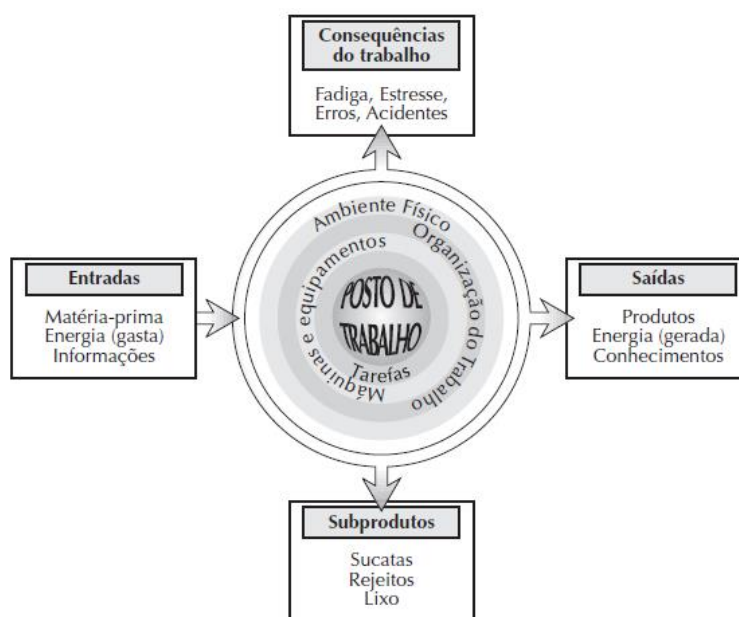 Consequências
do trabalho
Fadiga, Estresse,
Erros, Acidentes
Entradas
Matéria-prima
Energia (gasta)
Informações
Ambiente Físico
Organização do Trabalho
Máquinas e equipamentos
POSTO DE
TRABALHO
Tarefas
Saídas
Produtos
Energia (gerada)
Conhecimentos
Subprodutos
Sucatas
Rejeitos
Lixo